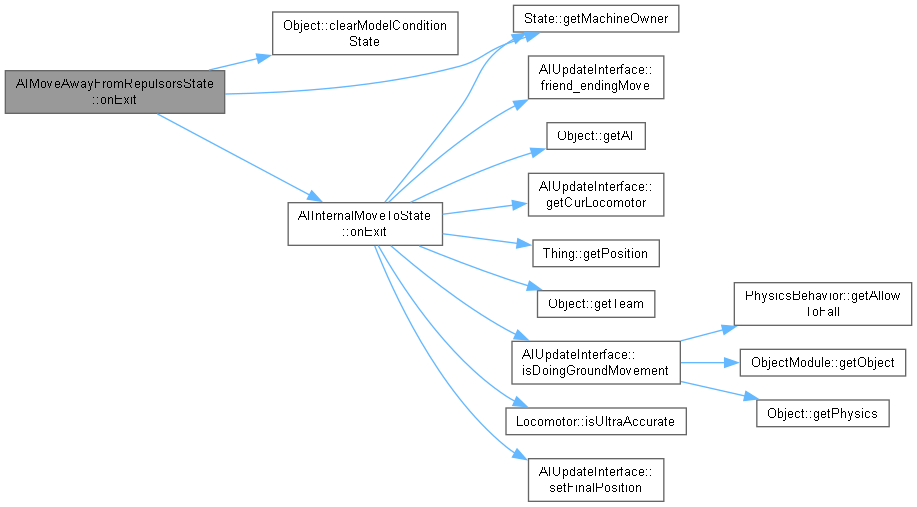 AIMoveAwayFromRepulsorsState
::onExit
Object::clearModelCondition
State
State::getMachineOwner
AIInternalMoveToState
::onExit
AIUpdateInterface::
friend_endingMove
Object::getAI
AIUpdateInterface::
getCurLocomotor
Thing::getPosition
Object::getTeam
AIUpdateInterface::
isDoingGroundMovement
PhysicsBehavior::getAllow
ToFall
ObjectModule::getObject
Object::getPhysics
Locomotor::isUltraAccurate
AIUpdateInterface::
setFinalPosition